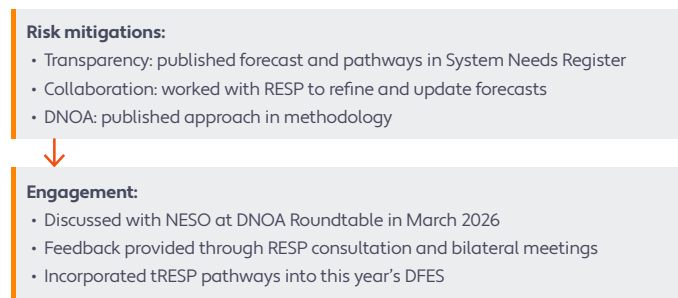 Risk mitigations:
• Transparency: published forecast and pathways in System Needs Register
• Collaboration: worked with RESP to refine and update forecasts
• DNOA: published approach in methodology
Engagement:
• Discussed with NESO at DNOA Roundtable in March 2026
• Feedback provided through RESP consultation and bilateral meetings
• Incorporated tRESP pathways into this year's DFES